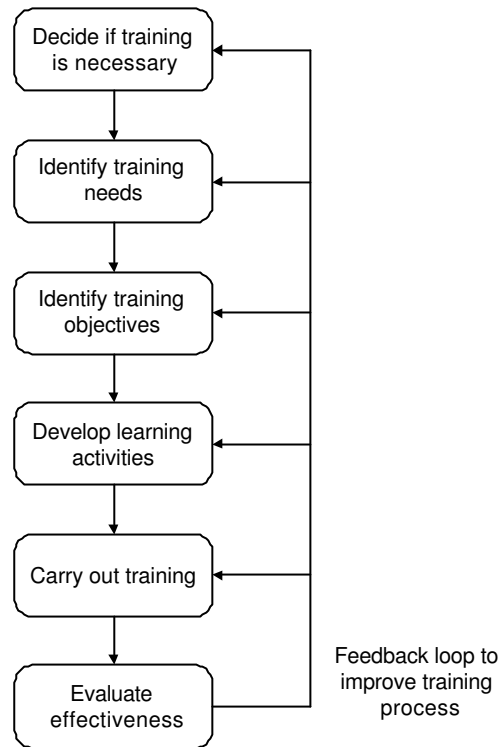 Decide if training
is necessary
Identify training
needs
Identify training
objectives
Develop learning
activities
Carry out training
Evaluate
effectiveness
Feedback loop to
improve training
process